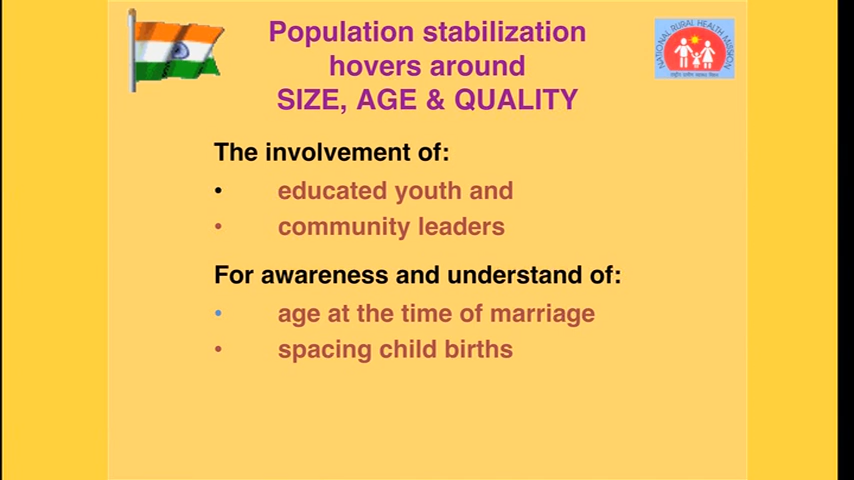 Population stabilization
hovers around
SIZE, AGE & QUALITY
NATIONAL RURAL HEALTH MISSION
The involvement of:
• educated youth and
• community leaders
For awareness and understand of:
• age at the time of marriage
• spacing child births